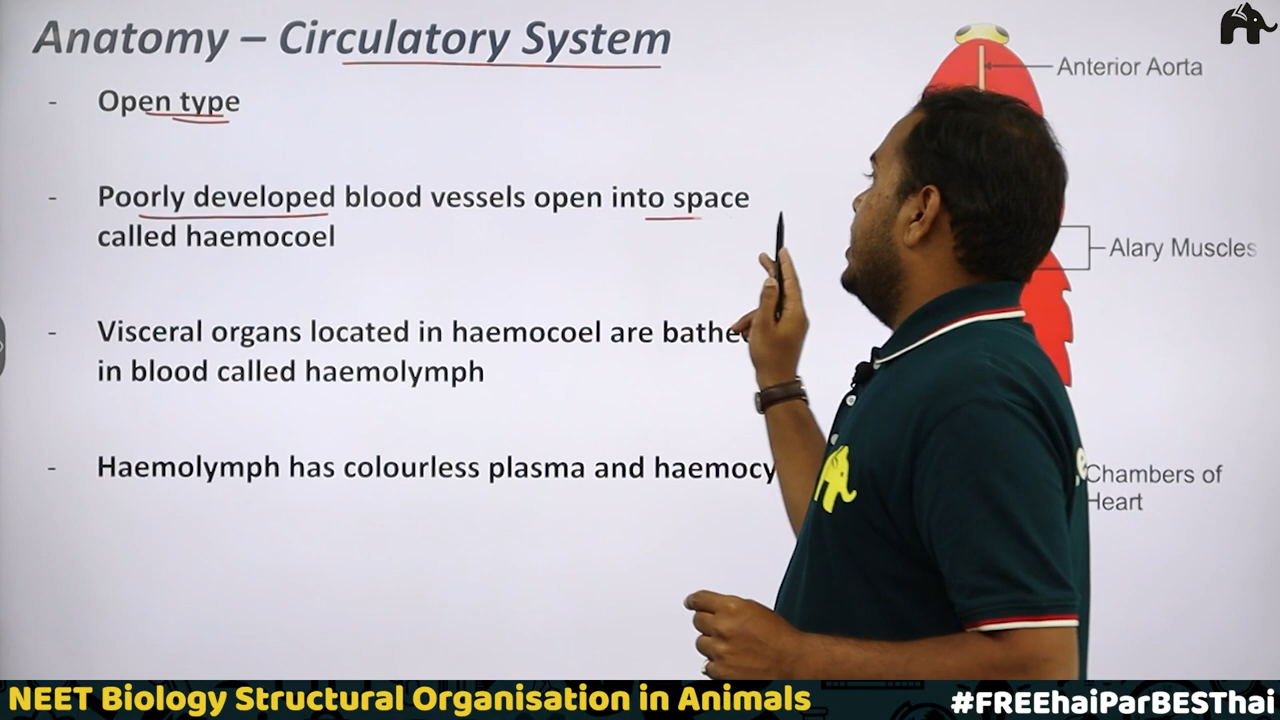 Anatomy – Circulatory System
- Open type
- Poorly developed blood vessels open into space
called haemocoel
- Visceral organs located in haemocoel are
in blood called haemolymph
- Haemolymph has colourless plasma and
Anterior Aorta
Alary Muscles
Chambers of
Heart
NEET Biology Structural Organisation in Animals
#FREEhaiParBESThai